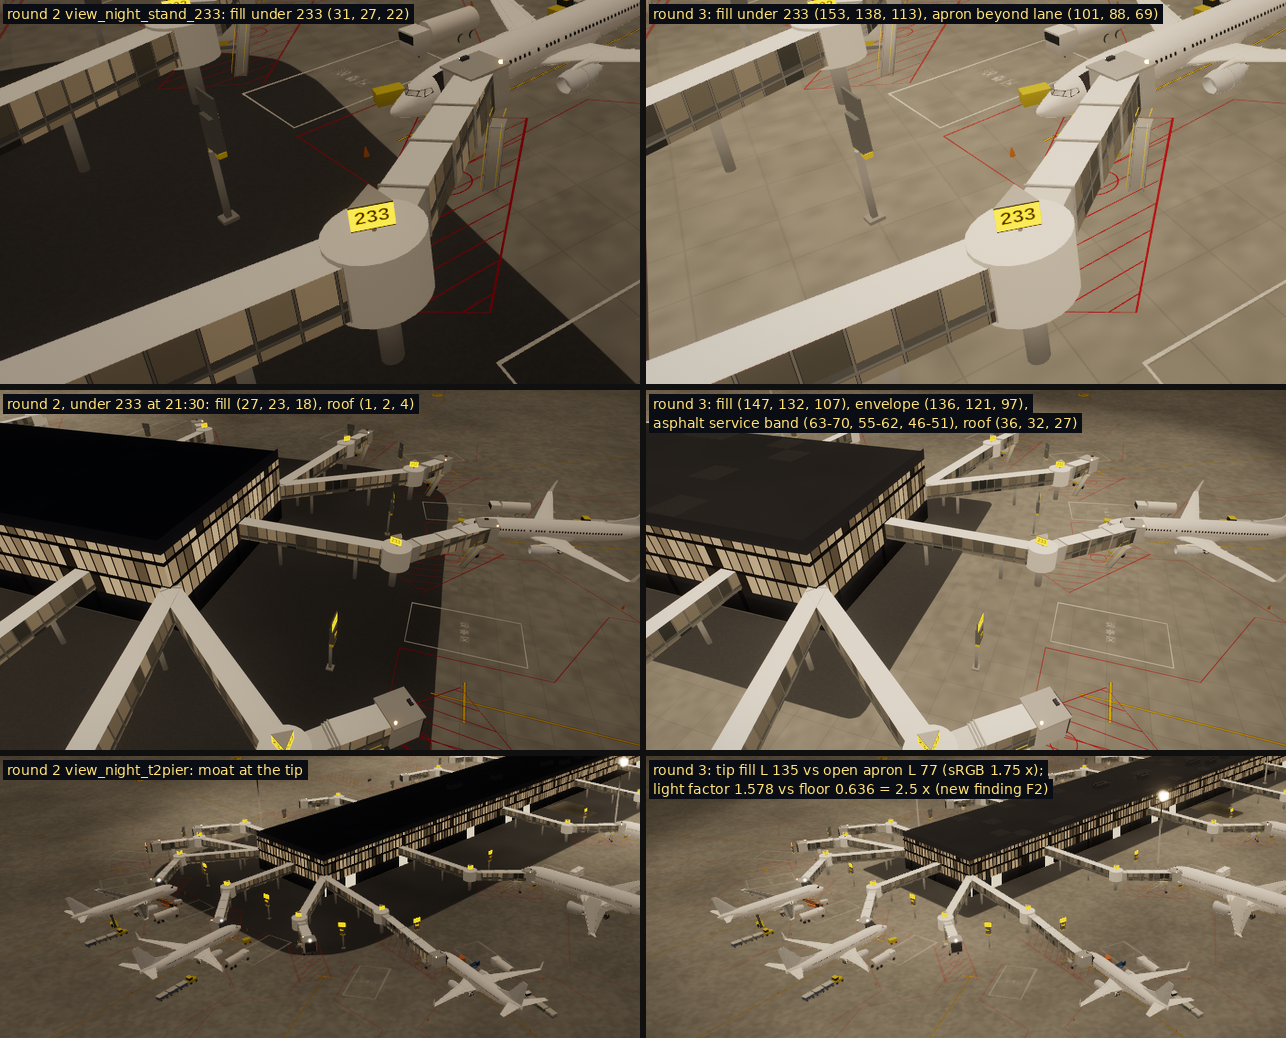 round 2 view_night_stand_233: fill under 233 (31, 27, 22)
233
round 3: fill under 233 (153, 138, 113), apron beyond lane (101, 88, 69)
233
round 2, under 233 at 21:30: fill (27, 23, 18), roof (1, 2, 4)
round 3: fill (147, 132, 107), envelope (136, 121, 97),
asphalt service band (63-70, 55-62, 46-51), roof (36, 32, 27)
round 2 view_night_t2pier: moat at the tip
round 3: tip fill L 135 vs open apron L 77 (sRGB 1.75 x);
light factor 1.578 vs floor 0.636 = 2.5 x (new finding F2)